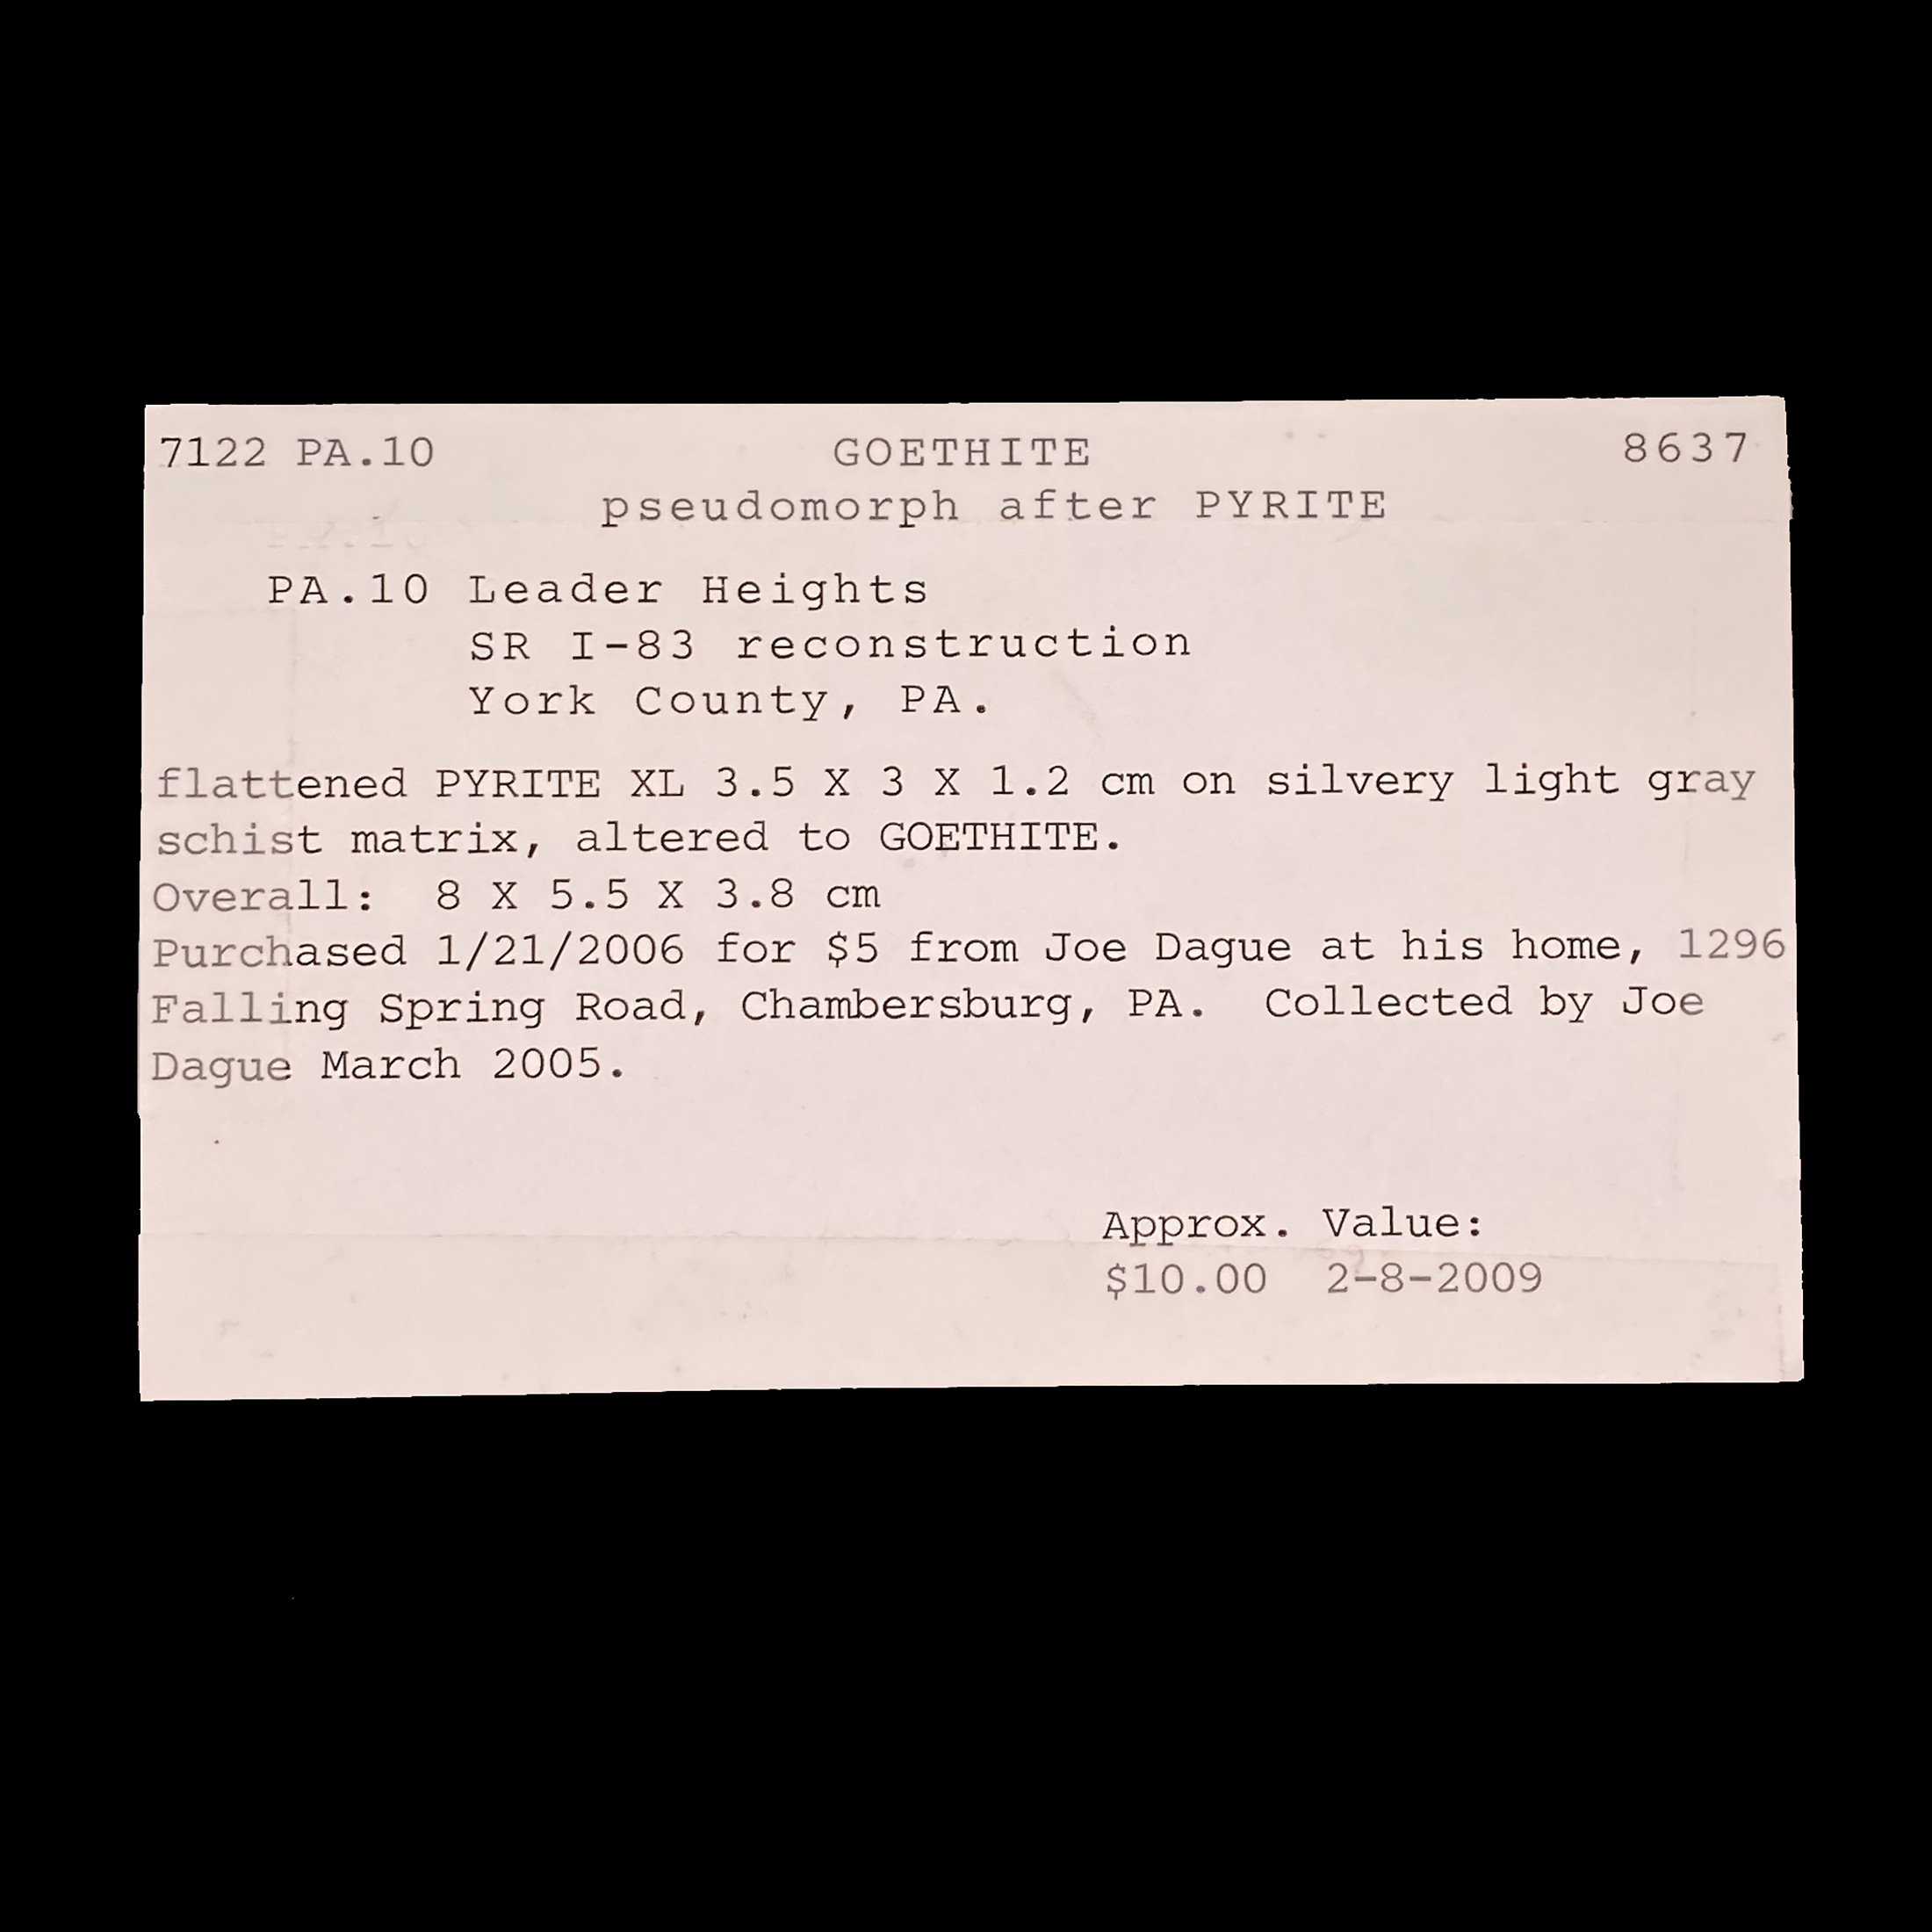 7122 PA.10 GOETHITE 8637
pseudomorph after PYRITE
PA.10 Leader Heights
SR I-83 reconstruction
York County, PA.
flattened PYRITE XL 3.5 X 3 X 1.2 cm on silvery light gray
schist matrix, altered to GOETHITE.
Overall: 8 X 5.5 X 3.8 cm
Purchased 1/21/2006 for $5 from Joe Dague at his home, 1296
Falling Spring Road, Chambersburg, PA. Collected by Joe
Dague March 2005.
Approx. Value:
$10.00 2-8-2009